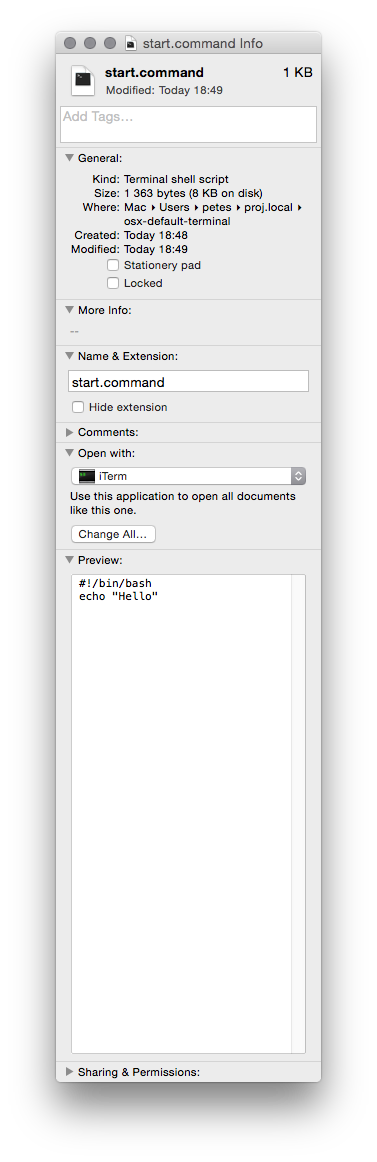 start.command Info
start.command 1 KB
Modified: Today 18:49
Add Tags…
General:
Kind: Terminal shell script
Size: 1 363 bytes (8 KB on disk)
Where: Mac ▸ Users ▸ petes ▸ proj.local ▸
osx-default-terminal
Created: Today 18:48
Modified: Today 18:49
Stationery pad
Locked
More Info:
--
Name & Extension:
start.command
Hide extension
Comments:
Open with:
iTerm
Use this application to open all documents
like this one.
Change All…
Preview:
#!/bin/bash
echo "Hello"
Sharing & Permissions: